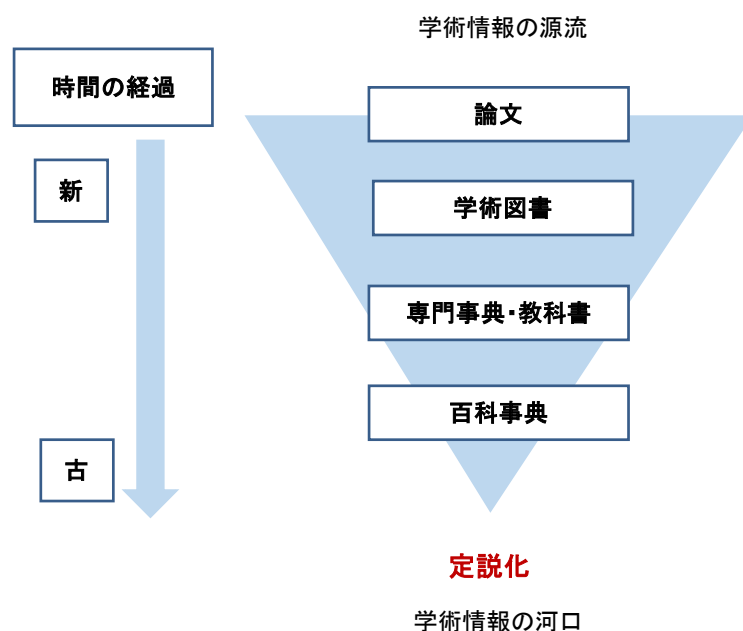 学術情報の源流
時間の経過
論文
新
学術図書
専門事典・教科書
百科事典
古
定説化
学術情報の河口